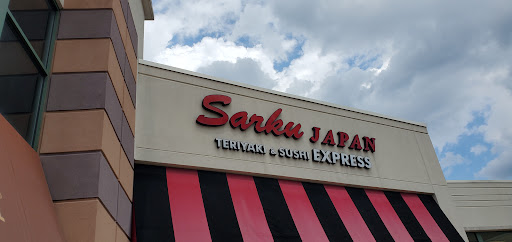 Sarku JAPAN
TERIYAKI & SUSHI EXPRESS